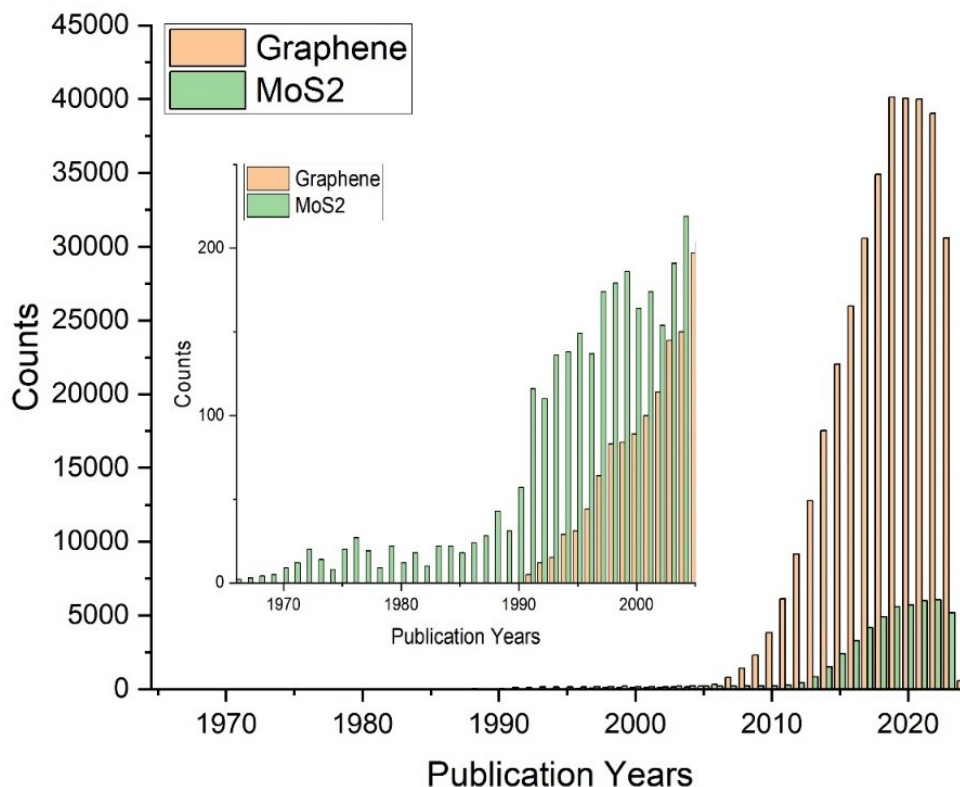 45000
40000
35000
30000
25000
20000
15000
10000
5000
0
Counts
Graphene
MoS2
Graphene
MoS2
200
100
0
Counts
1970 1980 1990 2000
Publication Years
1970 1980 1990 2000 2010 2020
Publication Years